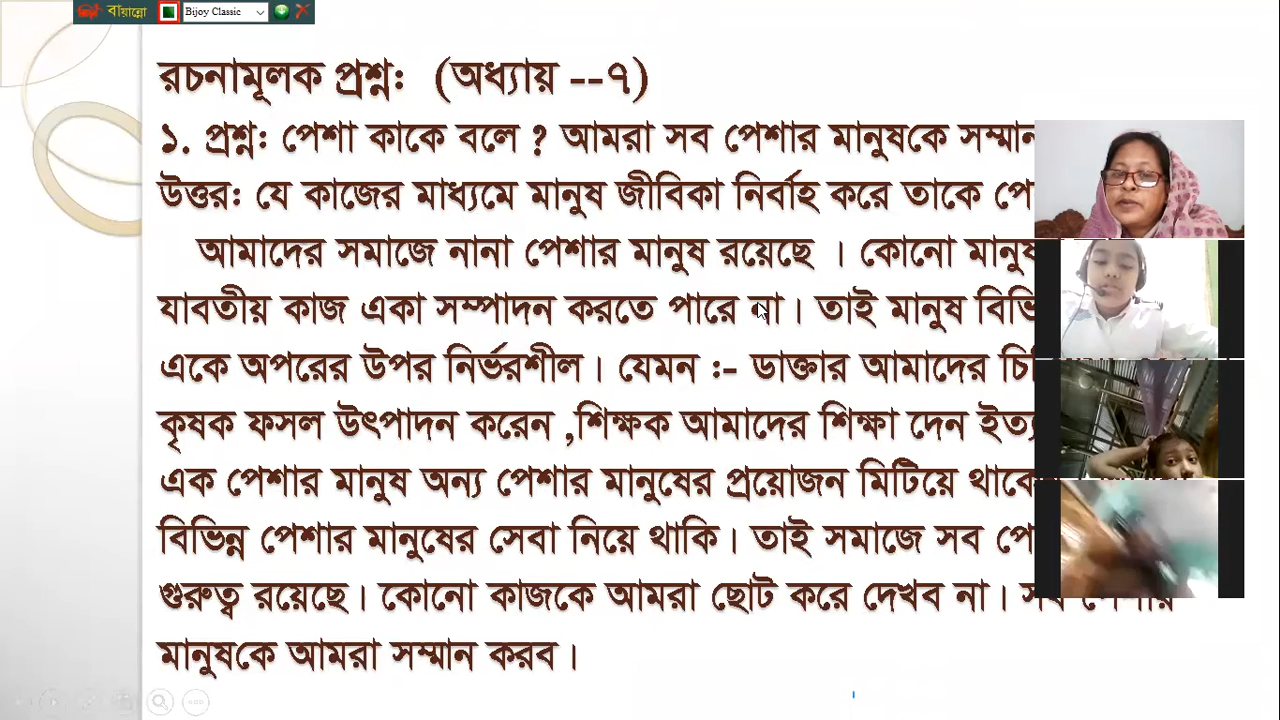 বায়ান্নো Bijoy Classic
রচনামূলক প্রশ্নঃ (অধ্যায় --৭)
১. প্রশ্নঃ পেশা কাকে বলে ? আমরা সব পেশার মানুষকে
উত্তরঃ যে কাজের মাধ্যমে মানুষ জীবিকা নির্বাহ করে তাকে
আমাদের সমাজে নানা পেশার মানুষ রয়েছে । কোনো
যাবতীয় কাজ একা সম্পাদন করতে পারে না। তাই মানুষ
একে অপরের উপর নির্ভরশীল। যেমন :- ডাক্তার আমাদের
কৃষক ফসল উৎপাদন করেন ,শিক্ষক আমাদের শিক্ষা দেন
এক পেশার মানুষ অন্য পেশার মানুষের প্রয়োজন মিটিয়ে
বিভিন্ন পেশার মানুষের সেবা নিয়ে থাকি। তাই সমাজে সব
গুরুত্ব রয়েছে। কোনো কাজকে আমরা ছোট করে দেখব না। সব পেশার
মানুষকে আমরা সম্মান করব।